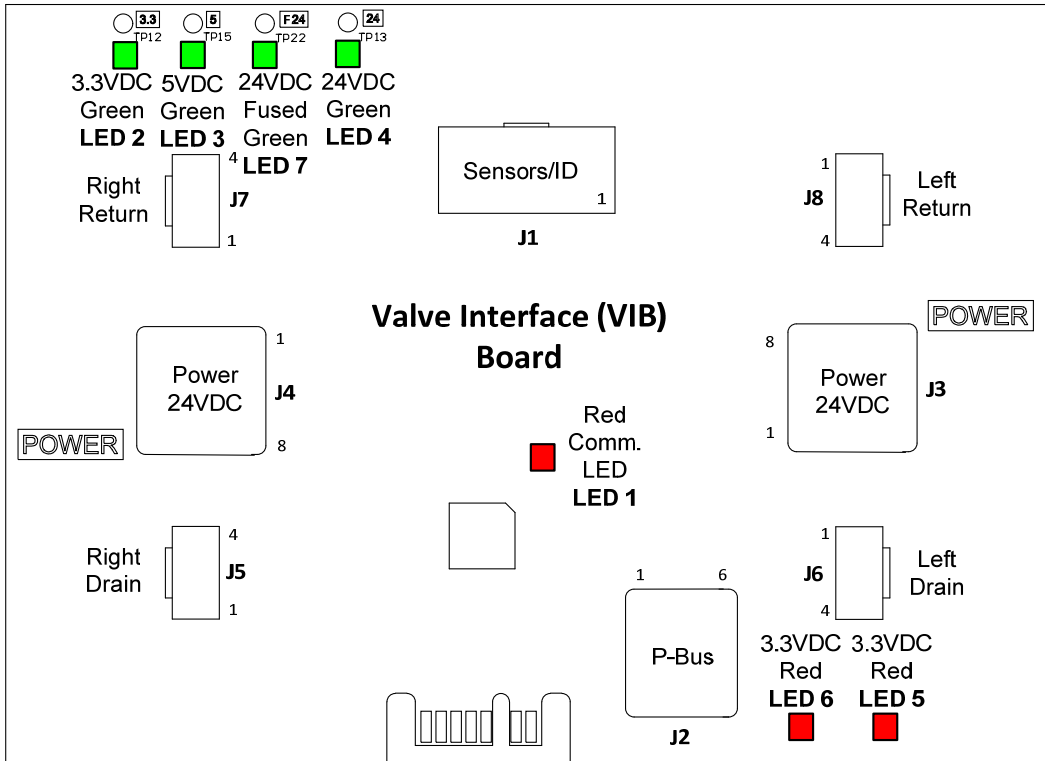 3.3
5
F24
24
TP12
TP15
TP22
TP13
3.3VDC
Green
LED 2
5VDC
Green
LED 3
24VDC
Fused
Green
LED 7
24VDC
Green
LED 4
Right
Return
4
J7
1
Sensors/ID
1
J1
1
J8
4
Left
Return
Valve Interface (VIB)
Board
POWER
Power
24VDC
1
J4
8
POWER
8
Power
24VDC
J3
1
Red
Comm.
LED
LED 1
Right
Drain
4
J5
1
1
J6
4
Left
Drain
1 6
P-Bus
J2
3.3VDC
Red
LED 6
3.3VDC
Red
LED 5